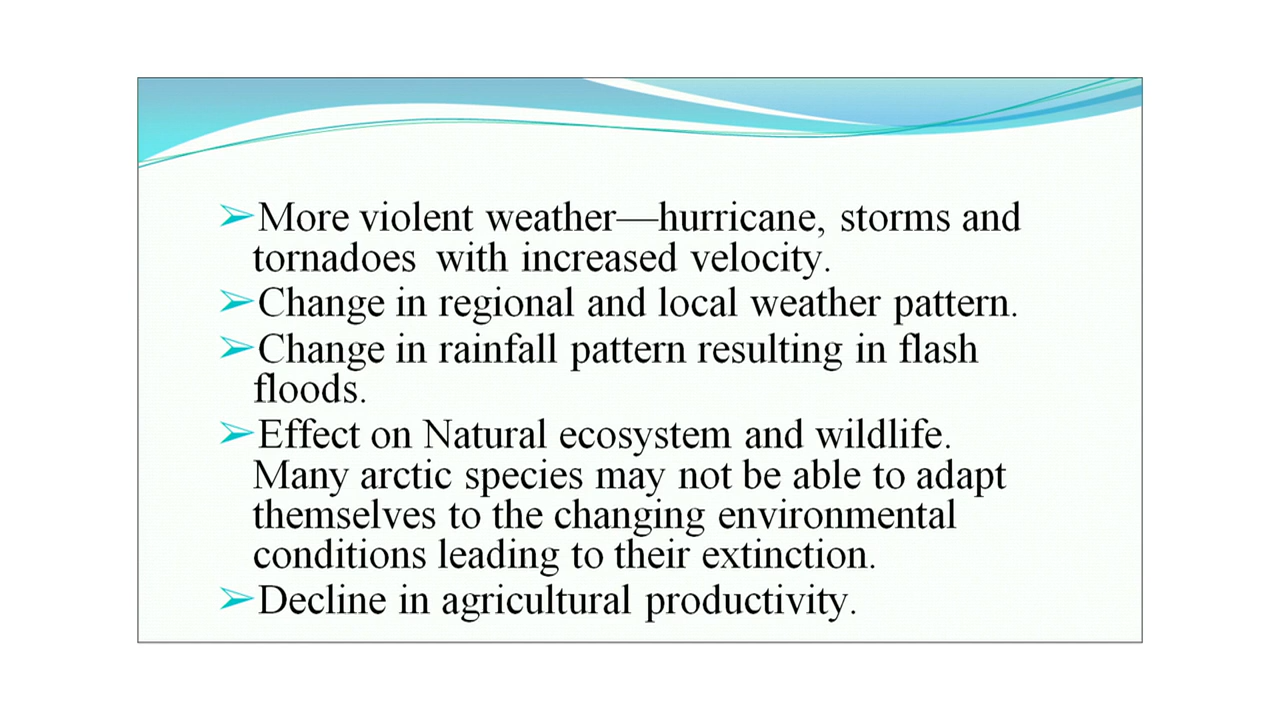 ➢More violent weather—hurricane, storms and
tornadoes with increased velocity.
➢Change in regional and local weather pattern.
➢Change in rainfall pattern resulting in flash
floods.
➢Effect on Natural ecosystem and wildlife.
Many arctic species may not be able to adapt
themselves to the changing environmental
conditions leading to their extinction.
➢Decline in agricultural productivity.